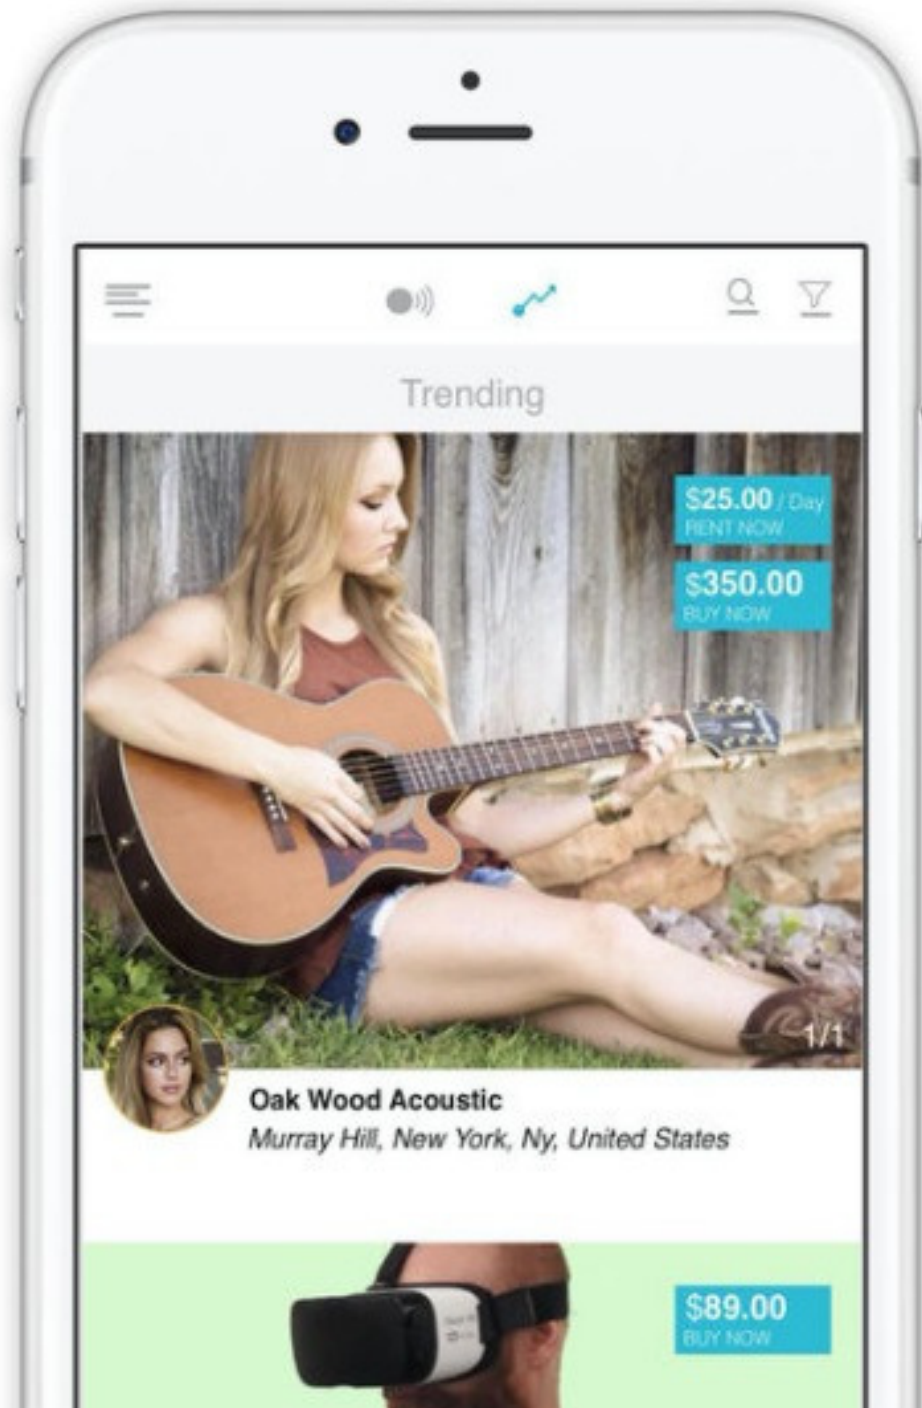 Trending
$25.00 / Day
RENT NOW
$350.00
BUY NOW
1/1
Oak Wood Acoustic
Murray Hill, New York, Ny, United States
$89.00
BUY NOW